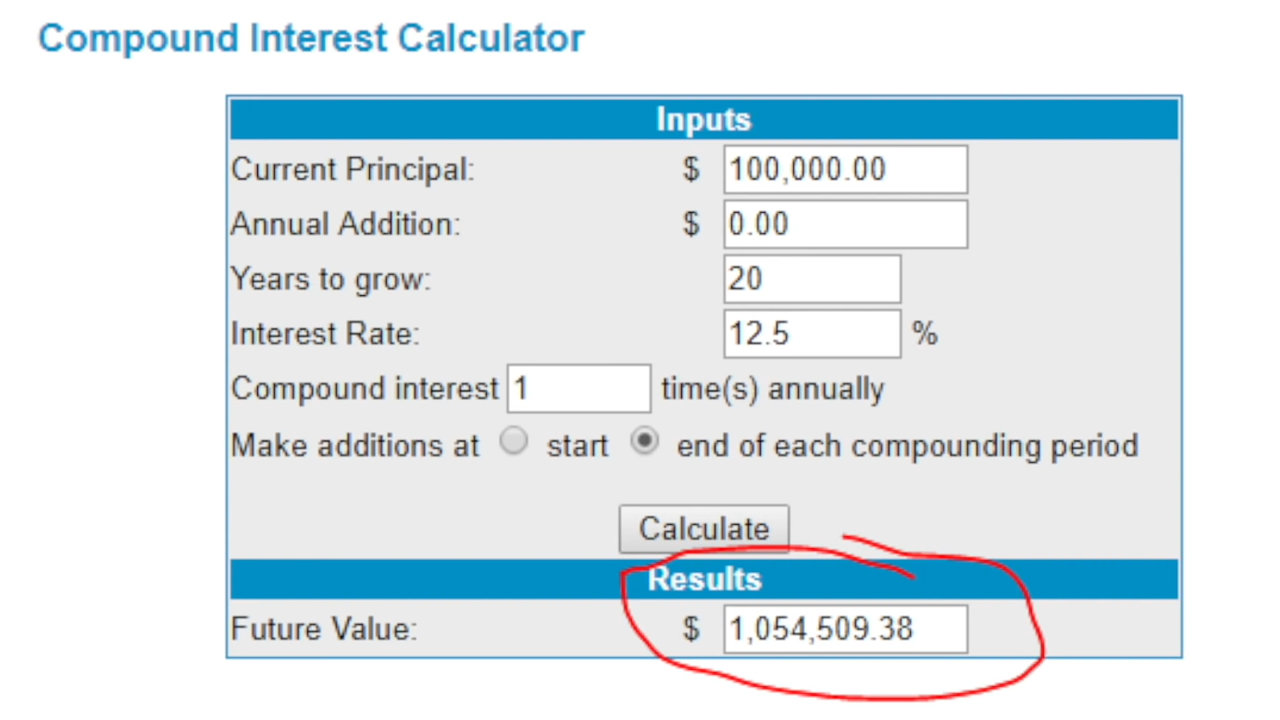 Compound Interest Calculator
Inputs
Current Principal: $ 100,000.00
Annual Addition: $ 0.00
Years to grow: 20
Interest Rate: 12.5 %
Compound interest 1 time(s) annually
Make additions at start end of each compounding period
Calculate
Results
Future Value: $ 1,054,509.38